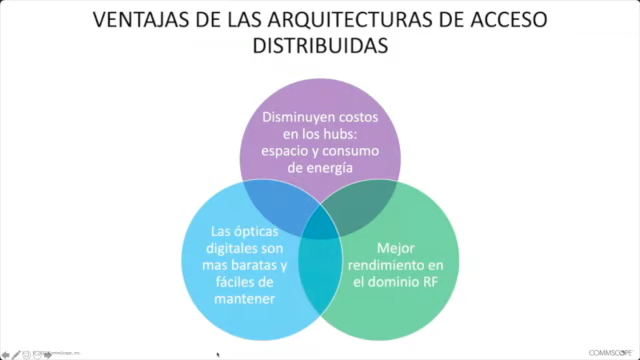 VENTAJAS DE LAS ARQUITECTURAS DE ACCESO
DISTRIBUIDAS
Disminuyen costos
en los hubs:
espacio y consumo
de energía
Las ópticas
digitales son
mas baratas y
fáciles de
mantener
Mejor
rendimiento en
el dominio RF
COMMSCOPE